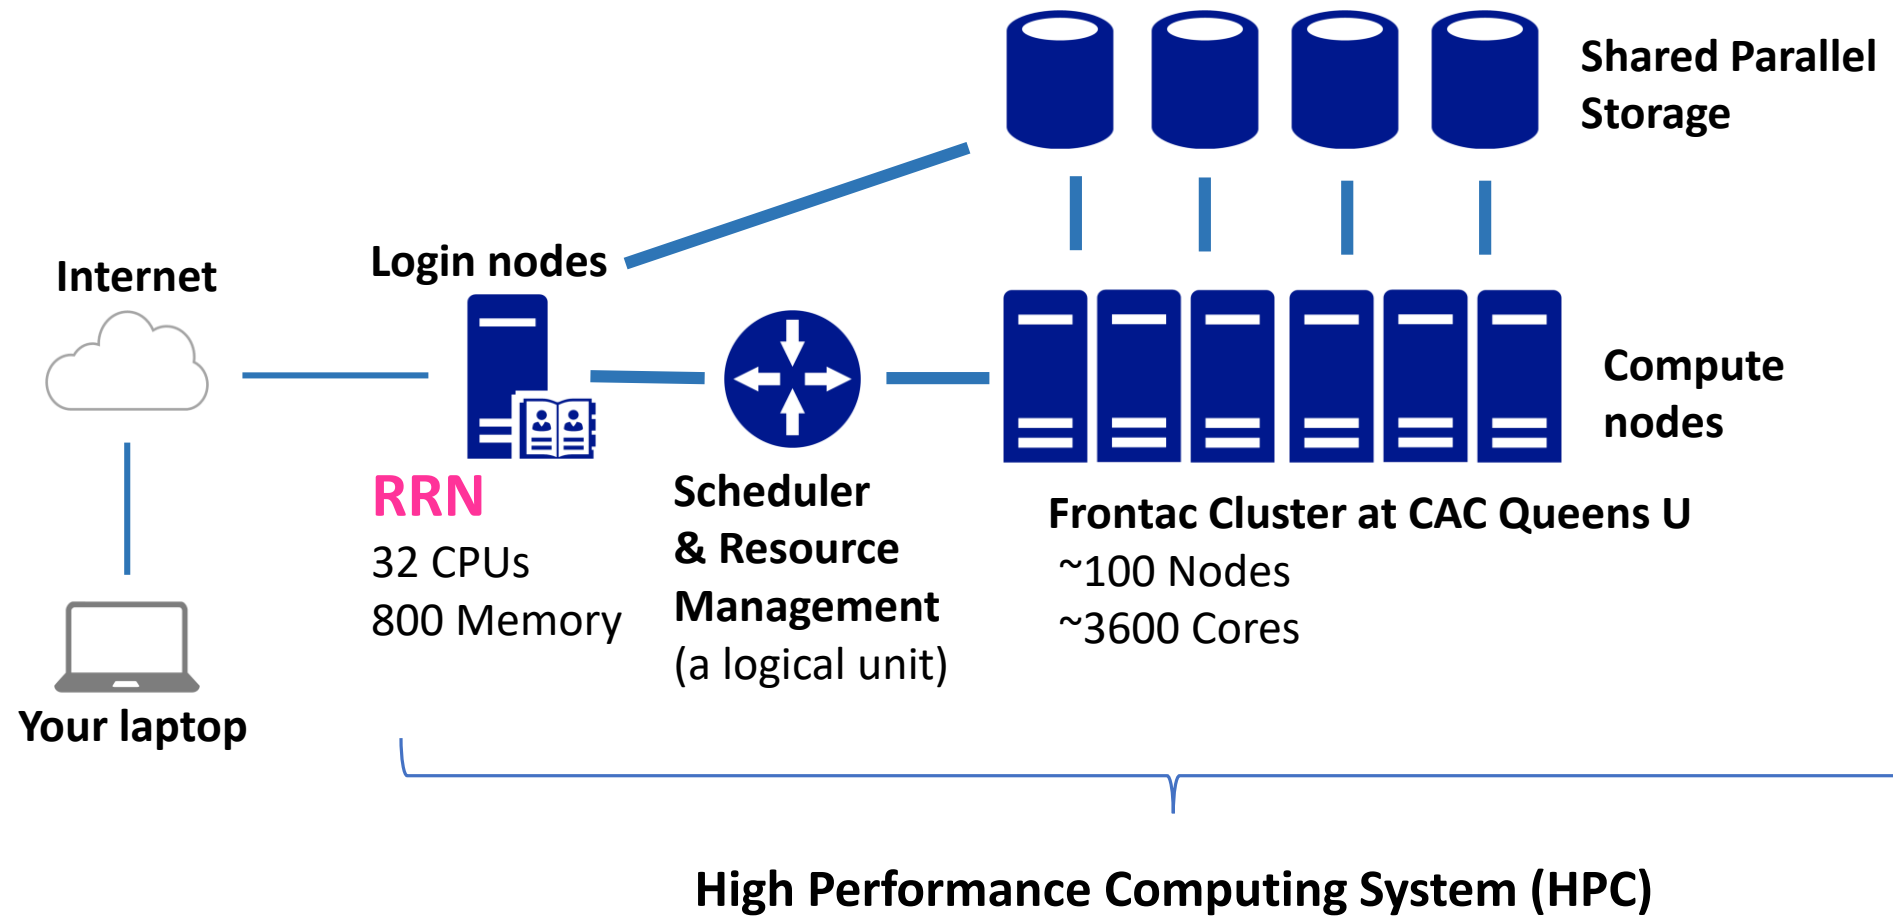 Shared Parallel
Storage
Internet
Login nodes
Compute
nodes
RRN
32 CPUs
800 Memory
Scheduler
& Resource
Management
(a logical unit)
Frontac Cluster at CAC Queens U
~100 Nodes
~3600 Cores
Your laptop
High Performance Computing System (HPC)